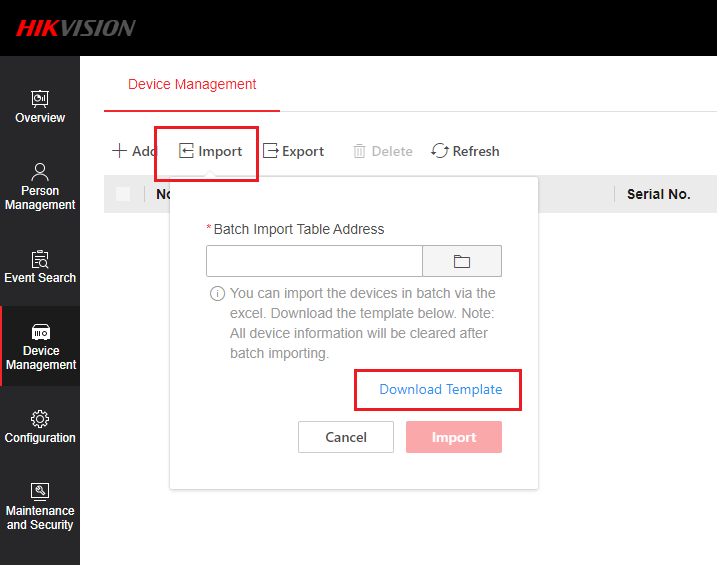 HIKVISION
Overview
Person
Management
Event Search
Device
Management
Configuration
Maintenance
and Security
Device Management
Add Import Export Delete Refresh
Serial No.
*Batch Import Table Address
You can import the devices in batch via the
excel. Download the template below. Note:
All device information will be cleared after
batch importing.
Download Template
Cancel Import